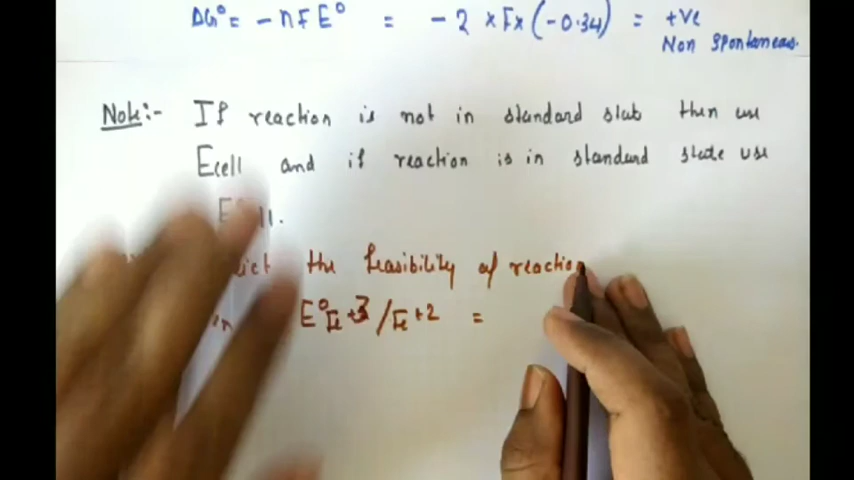 ΔG° = - n F E° = - 2 × F × (-0.34) = +Ve
Non Spontaneous.
Note:- If reaction is not in standard state then use
Ecell and if reaction is in standard state use
the feasibility of reaction
E° Fe+3/Fe+2 =